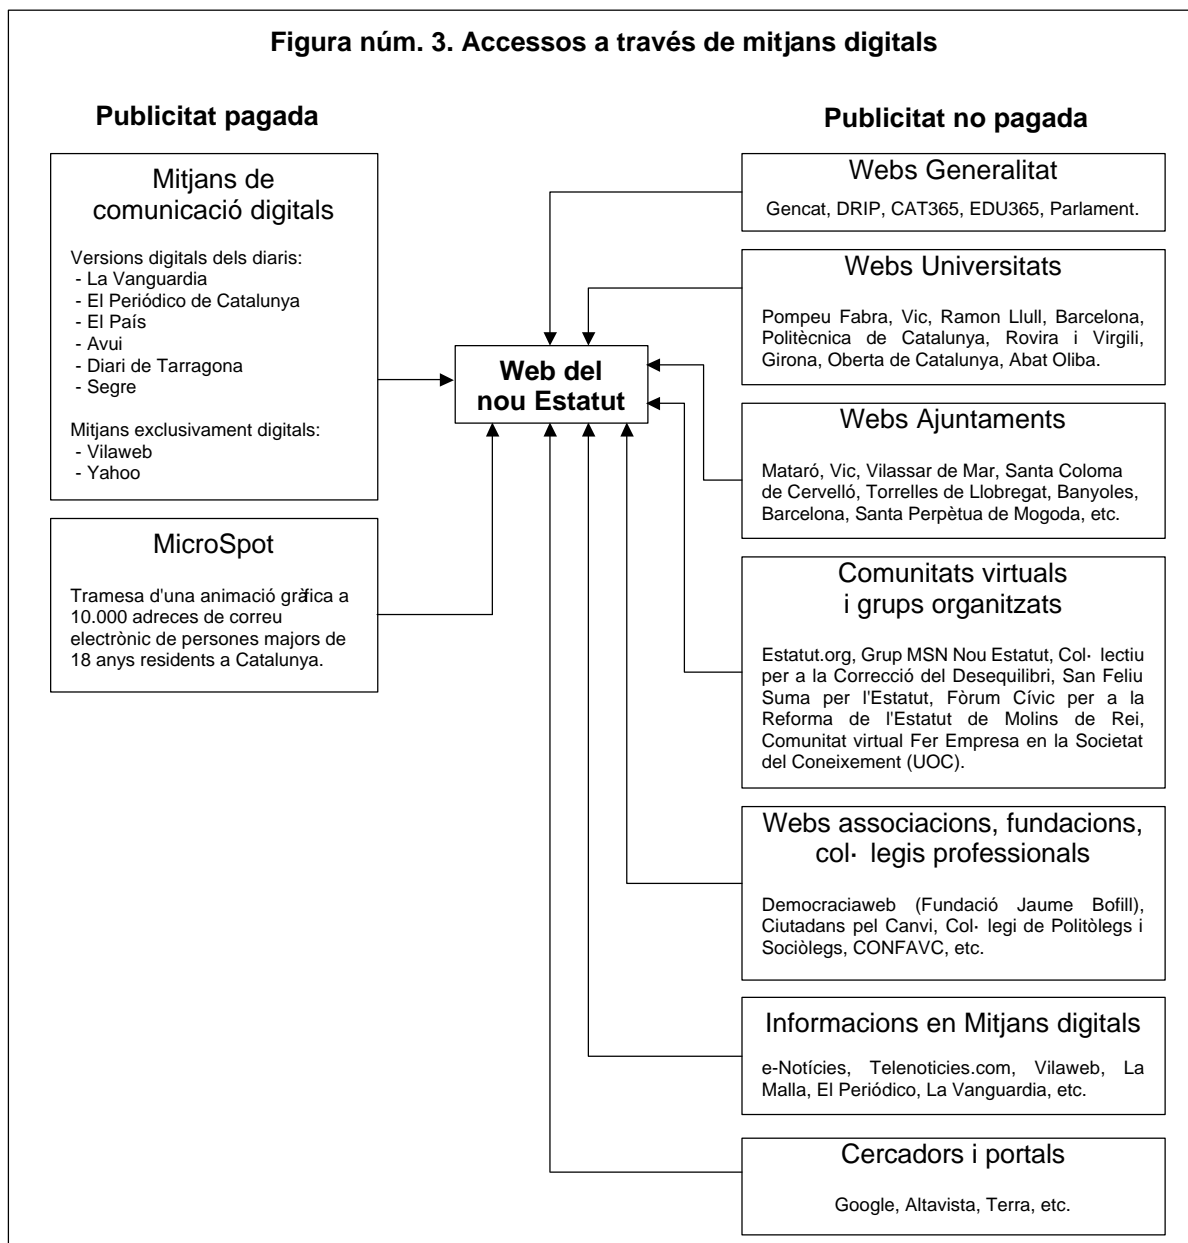 Figura núm. 3. Accessos a través de mitjans digitals
Publicitat pagada
Mitjans de
comunicació digitals
Versions digitals dels diaris:
- La Vanguardia
- El Periódico de Catalunya
- El País
- Avui
- Diari de Tarragona
- Segre
Mitjans exclusivament digitals:
- Vilaweb
- Yahoo
MicroSpot
Tramesa d'una animació gràfica a
10.000 adreces de correu
electrònic de persones majors de
18 anys residents a Catalunya.
Web del
nou Estatut
Publicitat no pagada
Webs Generalitat
Gencat, DRIP, CAT365, EDU365, Parlament.
Webs Universitats
Pompeu Fabra, Vic, Ramon Llull, Barcelona,
Politècnica de Catalunya, Rovira i Virgili,
Girona, Oberta de Catalunya, Abat Oliba.
Webs Ajuntaments
Mataró, Vic, Vilassar de Mar, Santa Coloma
de Cervelló, Torrelles de Llobregat, Banyoles,
Barcelona, Santa Perpètua de Mogoda, etc.
Comunitats virtuals
i grups organitzats
Estatut.org, Grup MSN Nou Estatut, Col· lectiu
per a la Correcció del Desequilibri, San Feliu
Suma per l'Estatut, Fòrum Cívic per a la
Reforma de l'Estatut de Molins de Rei,
Comunitat virtual Fer Empresa en la Societat
del Coneixement (UOC).
Webs associacions, fundacions,
col· legis professionals
Democraciaweb (Fundació Jaume Bofill),
Ciutadans pel Canvi, Col· legi de Politòlegs i
Sociòlegs, CONFAVC, etc.
Informacions en Mitjans digitals
e-Notícies, Telenoticies.com, Vilaweb, La
Malla, El Periódico, La Vanguardia, etc.
Cercadors i portals
Google, Altavista, Terra, etc.